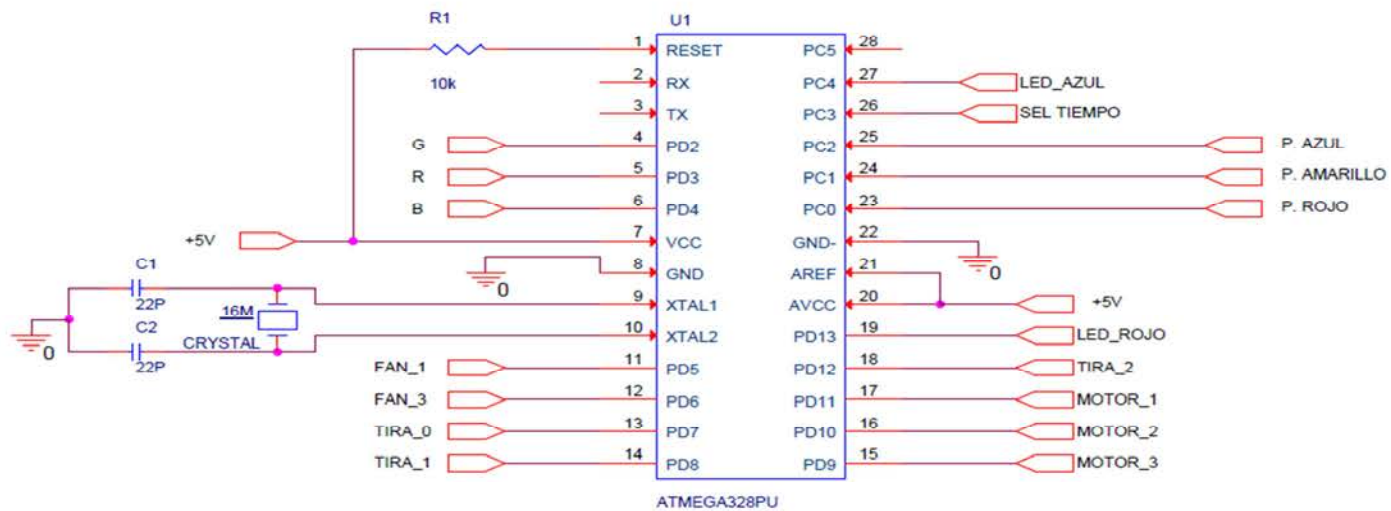 U1
R1
10k
1 RESET
2 RX
3 TX
G 4 PD2
R 5 PD3
B 6 PD4
+5V 7 VCC
0 8 GND
9 XTAL1
10 XTAL2
C1
22P
C2
22P
16M
CRYSTAL
0
FAN_1 11 PD5
FAN_3 12 PD6
TIRA_0 13 PD7
TIRA_1 14 PD8
PC5 28
PC4 27 LED_AZUL
PC3 26 SEL TIEMPO
PC2 25 P. AZUL
PC1 24 P. AMARILLO
PC0 23 P. ROJO
GND- 22 0
AREF 21
AVCC 20 +5V
PD13 19 LED_ROJO
PD12 18 TIRA_2
PD11 17 MOTOR_1
PD10 16 MOTOR_2
PD9 15 MOTOR_3
ATMEGA328PU